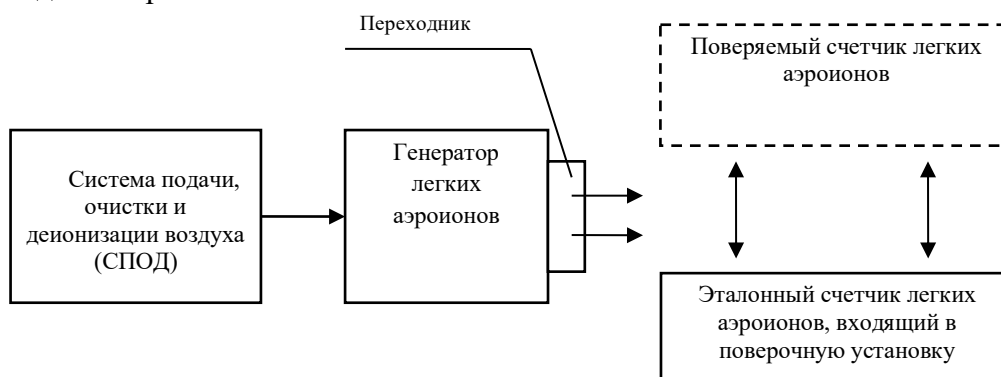 Переходник
Поверяемый счетчик легких
аэроионов
Система подачи,
очистки и
деионизации воздуха
(СПОД)
Генератор
легких
аэроионов
Эталонный счетчик легких
аэроионов, входящий в
поверочную установку